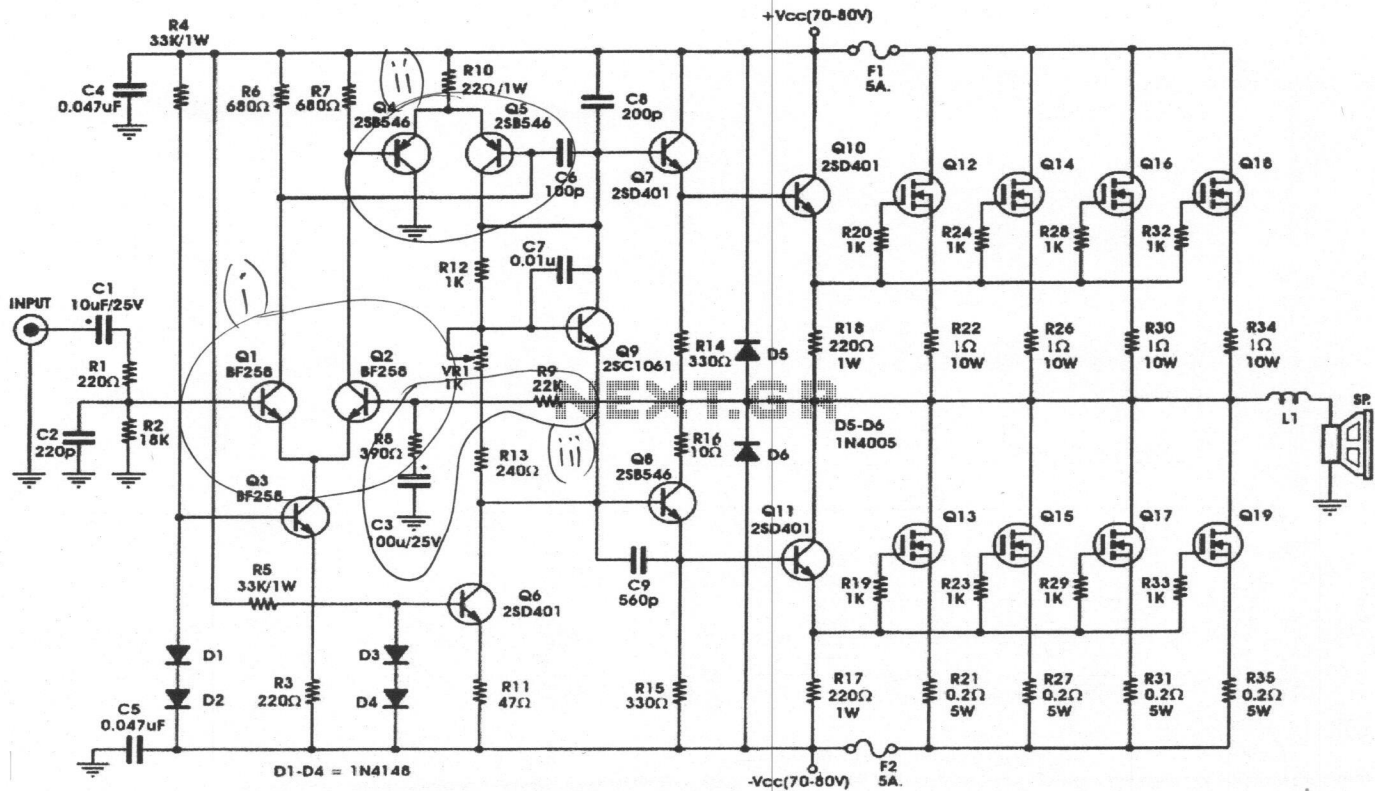 +Vcc(70-80V)
R4
33K/1W
C4
0.047uF
R6
680Ω
R7
680Ω
ii
R10
22Ω/1W
Q4
2SB546
Q5
2SB546
C6
100p
C8
200p
Q7
2SD401
F1
5A.
Q10
2SD401
Q12
Q14
Q16
Q18
R20
1K
R24
1K
R28
1K
R32
1K
C7
0.01u
R12
1K
i
INPUT
C1
10uF/25V
R1
220Ω
C2
220p
R2
18K
Q1
BF258
Q2
BF258
VR1
1K
Q9
2SC1061
R9
22K
R14
330Ω
D5
R18
220Ω
1W
R22
1Ω
10W
R26
1Ω
10W
R30
1Ω
10W
R34
1Ω
10W
NEXT.GR
D5-D6
1N4005
L1
SP.
R8
390Ω
C3
100u/25V
R13
240Ω
iii
R16
10Ω
Q8
2SB546
D6
Q3
BF258
Q11
2SD401
Q13
Q15
Q17
Q19
R19
1K
R23
1K
R29
1K
R33
1K
R5
33K/1W
Q6
2SD401
C9
560p
D1
D2
D3
D4
R3
220Ω
R11
47Ω
R15
330Ω
R17
220Ω
1W
R21
0.2Ω
5W
R27
0.2Ω
5W
R31
0.2Ω
5W
R35
0.2Ω
5W
C5
0.047uF
D1-D4 = 1N4148
F2
5A.
-Vcc(70-80V)